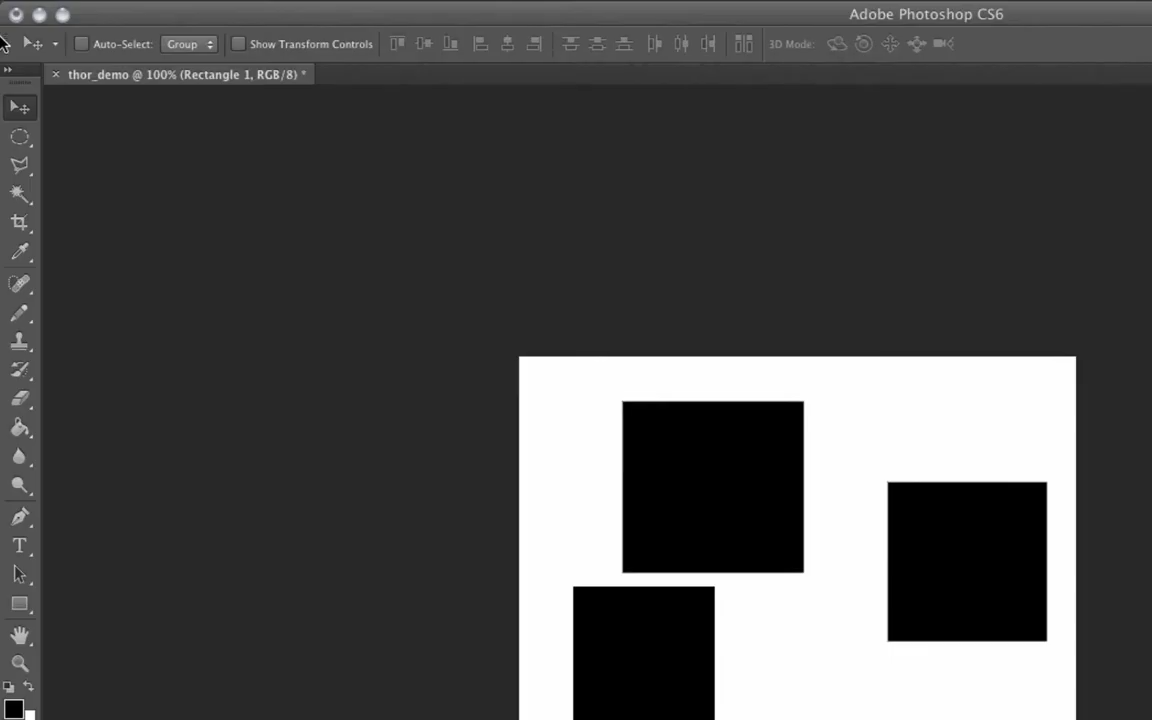 Adobe Photoshop CS6
Auto-Select: Group Show Transform Controls 3D Mode:
thor_demo @ 100% (Rectangle 1, RGB/8) *